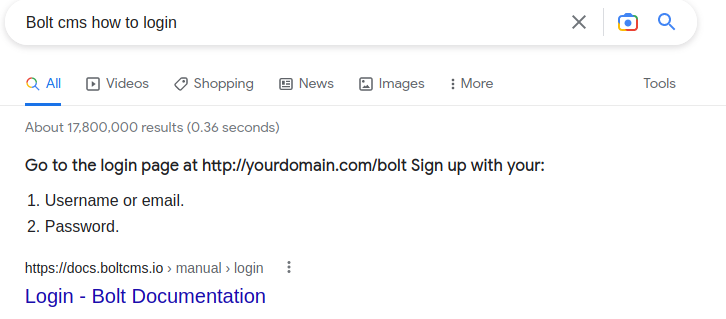 Bolt cms how to login
All Videos Shopping News Images More Tools
About 17,800,000 results (0.36 seconds)
Go to the login page at http://yourdomain.com/bolt Sign up with your:
1. Username or email.
2. Password.
https://docs.boltcms.io › manual › login
Login - Bolt Documentation